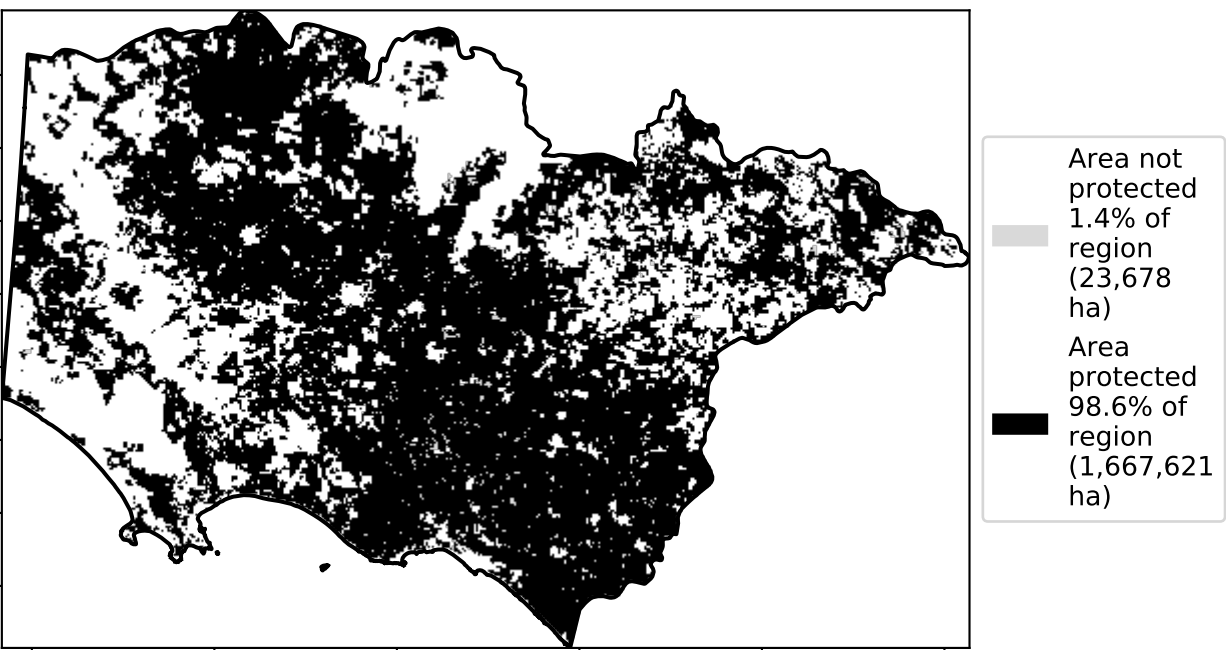 Area not
protected
1.4% of
region
(23,678
ha)
Area
protected
98.6% of
region
(1,667,621
ha)